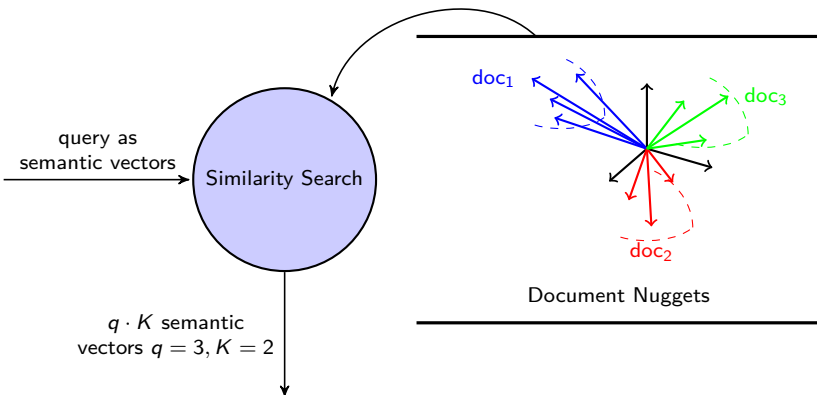 query as
semantic vectors
Similarity Search
q · K semantic
vectors q = 3, K = 2
doc₁
doc₃
doc₂
Document Nuggets